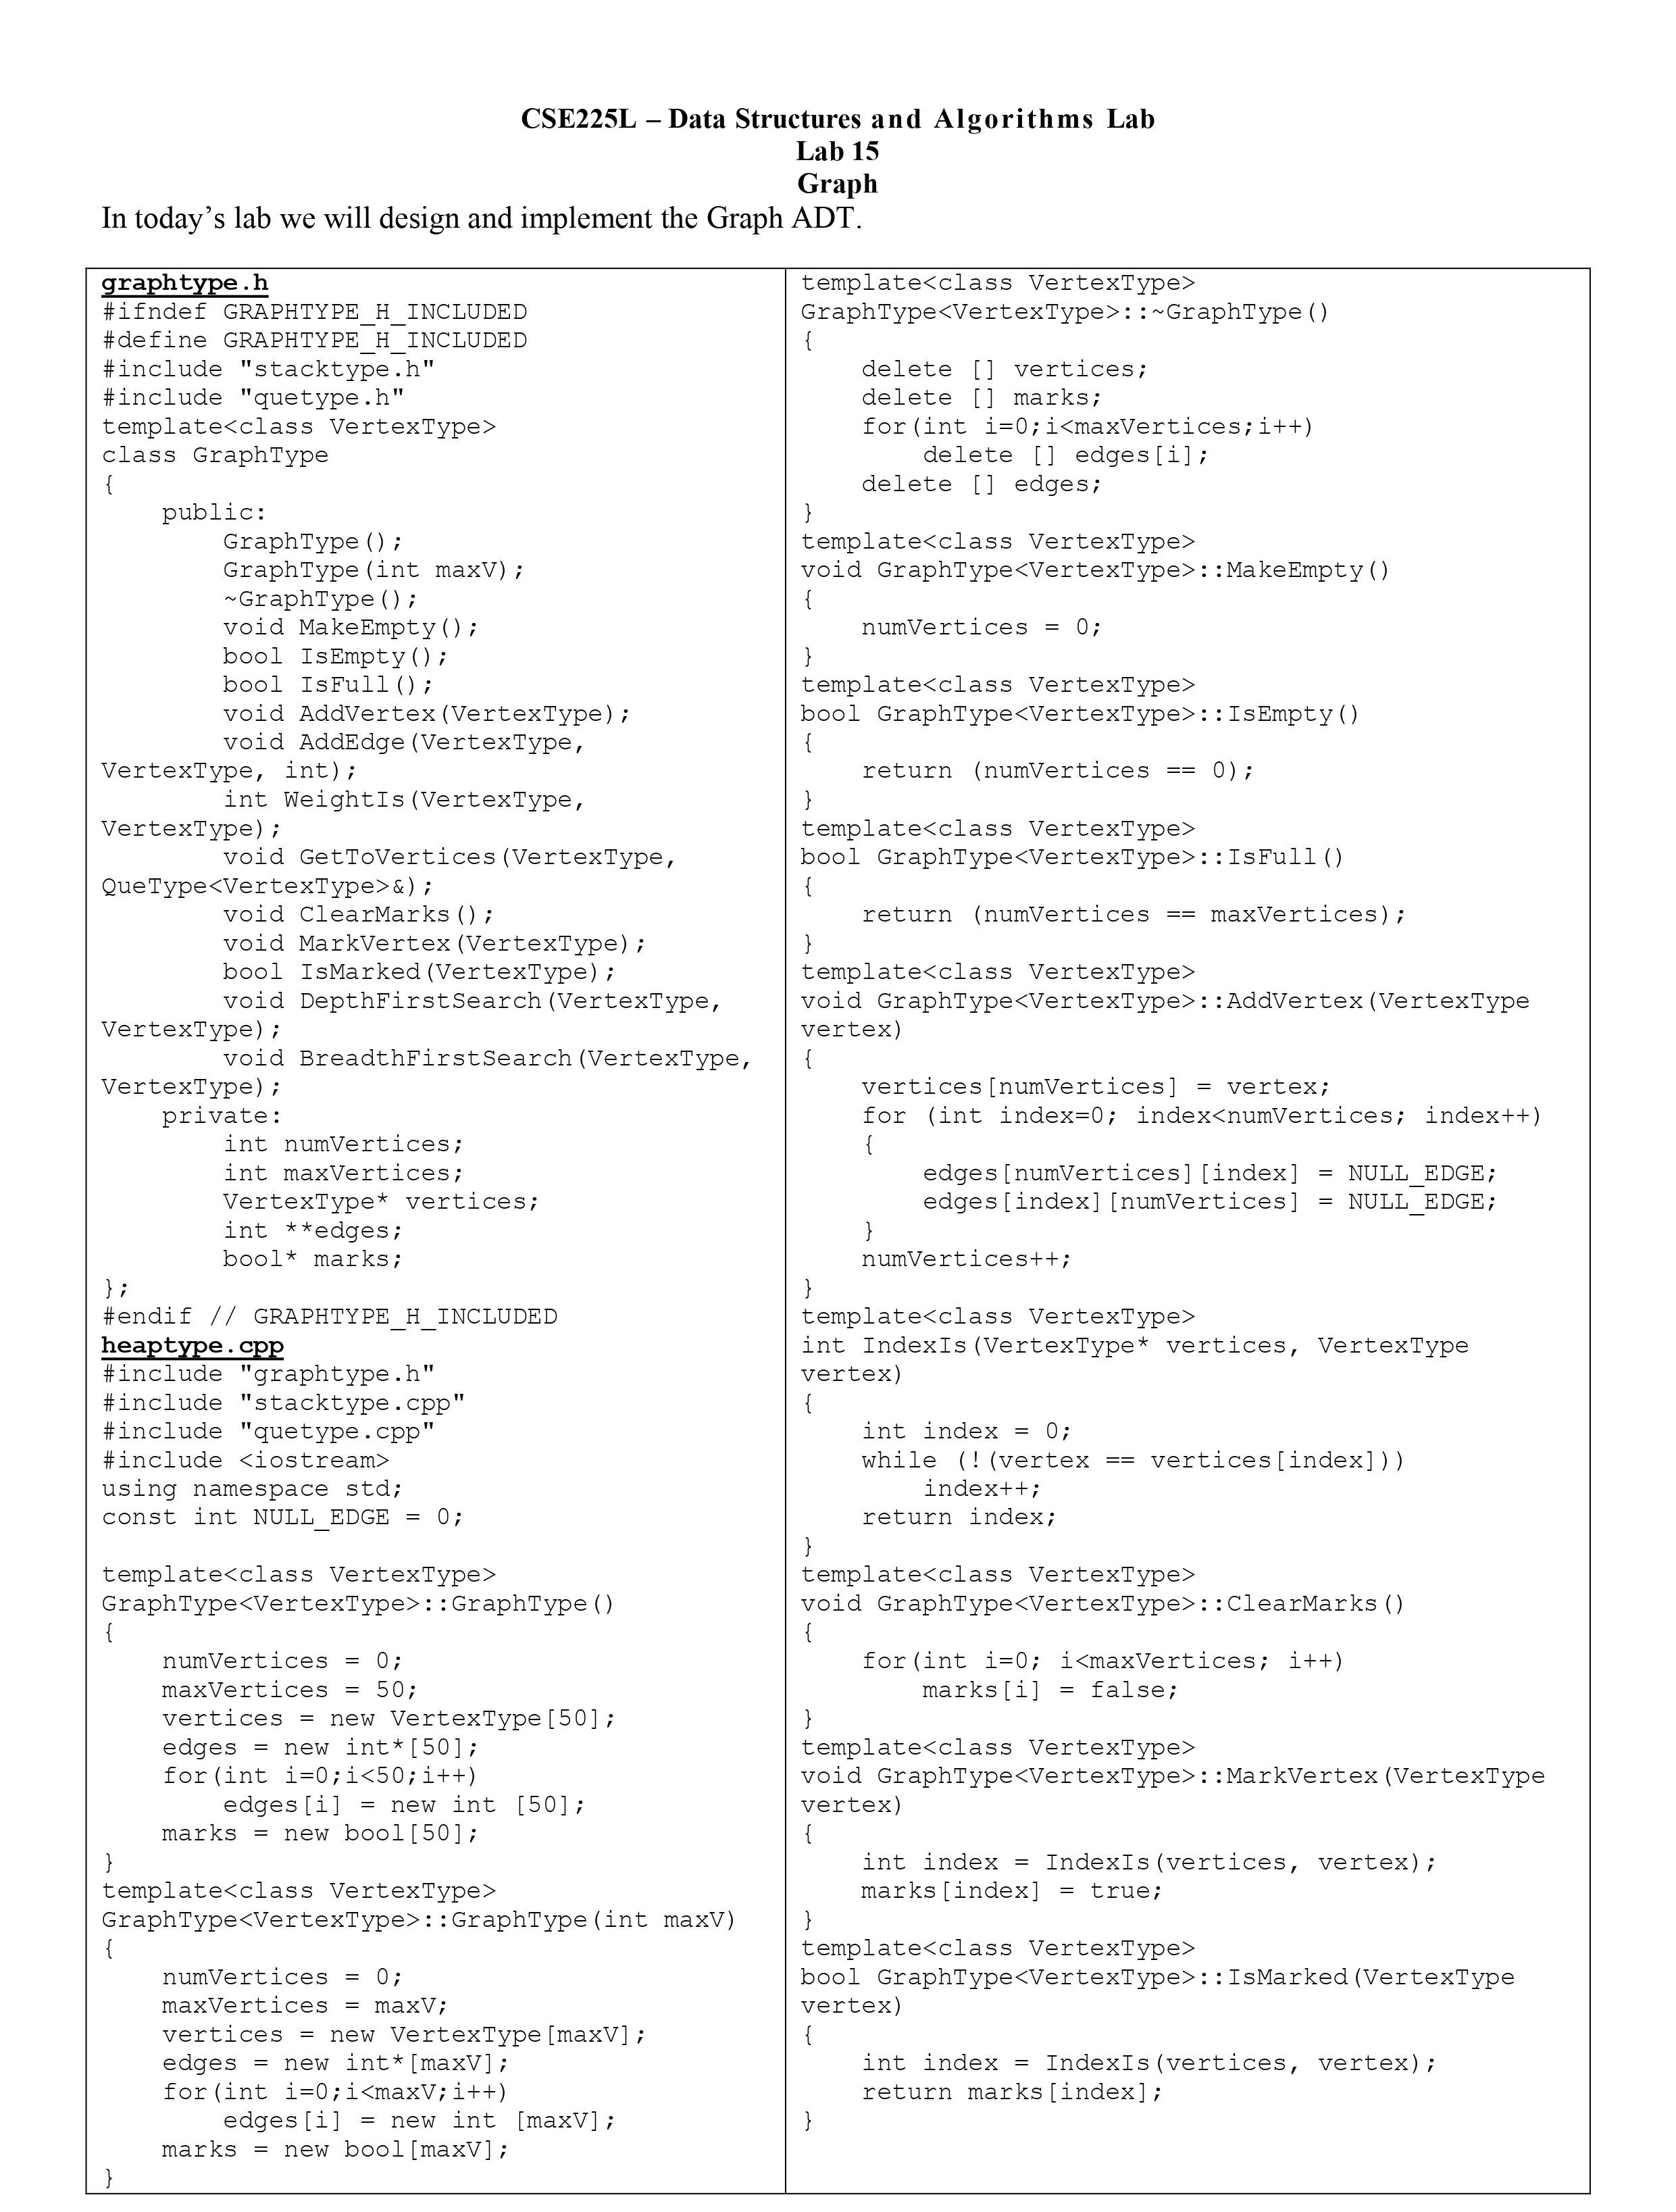 CSE225L – Data Structures and Algorithms Lab
Lab 15
Graph
In today’s lab we will design and implement the Graph ADT.
graphtype.h
#ifndef GRAPHTYPE_H_INCLUDED
#define GRAPHTYPE_H_INCLUDED
#include "stacktype.h"
#include "quetype.h"
template<class VertexType>
class GraphType
{
    public:
        GraphType();
        GraphType(int maxV);
        ~GraphType();
        void MakeEmpty();
        bool IsEmpty();
        bool IsFull();
        void AddVertex(VertexType);
        void AddEdge(VertexType,
VertexType, int);
        int WeightIs(VertexType,
VertexType);
        void GetToVertices(VertexType,
QueType<VertexType>&);
        void ClearMarks();
        void MarkVertex(VertexType);
        bool IsMarked(VertexType);
        void DepthFirstSearch(VertexType,
VertexType);
        void BreadthFirstSearch(VertexType,
VertexType);
    private:
        int numVertices;
        int maxVertices;
        VertexType* vertices;
        int **edges;
        bool* marks;
};
#endif // GRAPHTYPE_H_INCLUDED
heaptype.cpp
#include "graphtype.h"
#include "stacktype.cpp"
#include "quetype.cpp"
#include <iostream>
using namespace std;
const int NULL_EDGE = 0;

template<class VertexType>
GraphType<VertexType>::GraphType()
{
    numVertices = 0;
    maxVertices = 50;
    vertices = new VertexType[50];
    edges = new int*[50];
    for(int i=0;i<50;i++)
        edges[i] = new int [50];
    marks = new bool[50];
}
template<class VertexType>
GraphType<VertexType>::GraphType(int maxV)
{
    numVertices = 0;
    maxVertices = maxV;
    vertices = new VertexType[maxV];
    edges = new int*[maxV];
    for(int i=0;i<maxV;i++)
        edges[i] = new int [maxV];
    marks = new bool[maxV];
}
template<class VertexType>
GraphType<VertexType>::~GraphType()
{
    delete [] vertices;
    delete [] marks;
    for(int i=0;i<maxVertices;i++)
        delete [] edges[i];
    delete [] edges;
}
template<class VertexType>
void GraphType<VertexType>::MakeEmpty()
{
    numVertices = 0;
}
template<class VertexType>
bool GraphType<VertexType>::IsEmpty()
{
    return (numVertices == 0);
}
template<class VertexType>
bool GraphType<VertexType>::IsFull()
{
    return (numVertices == maxVertices);
}
template<class VertexType>
void GraphType<VertexType>::AddVertex(VertexType
vertex)
{
    vertices[numVertices] = vertex;
    for (int index=0; index<numVertices; index++)
    {
        edges[numVertices][index] = NULL_EDGE;
        edges[index][numVertices] = NULL_EDGE;
    }
    numVertices++;
}
template<class VertexType>
int IndexIs(VertexType* vertices, VertexType
vertex)
{
    int index = 0;
    while (!(vertex == vertices[index]))
        index++;
    return index;
}
template<class VertexType>
void GraphType<VertexType>::ClearMarks()
{
    for(int i=0; i<maxVertices; i++)
        marks[i] = false;
}
template<class VertexType>
void GraphType<VertexType>::MarkVertex(VertexType
vertex)
{
    int index = IndexIs(vertices, vertex);
    marks[index] = true;
}
template<class VertexType>
bool GraphType<VertexType>::IsMarked(VertexType
vertex)
{
    int index = IndexIs(vertices, vertex);
    return marks[index];
}